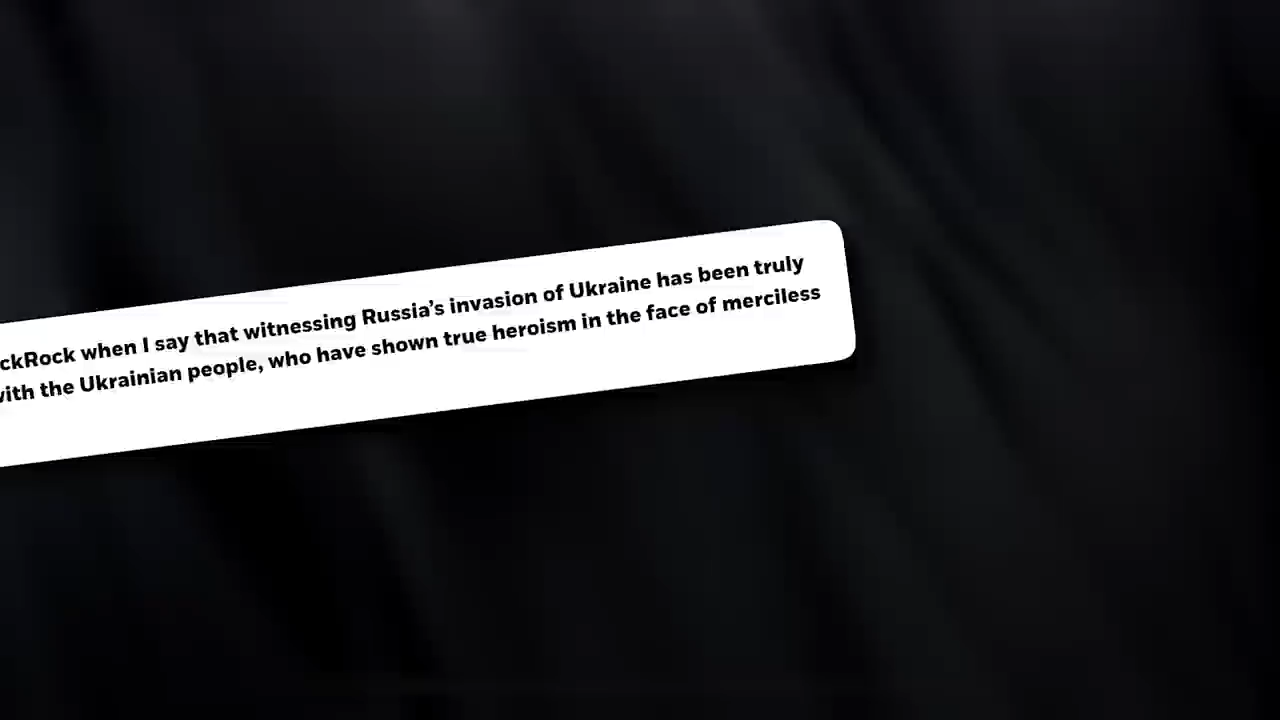 ckRock when I say that witnessing Russia’s invasion of Ukraine has been truly
with the Ukrainian people, who have shown true heroism in the face of merciless